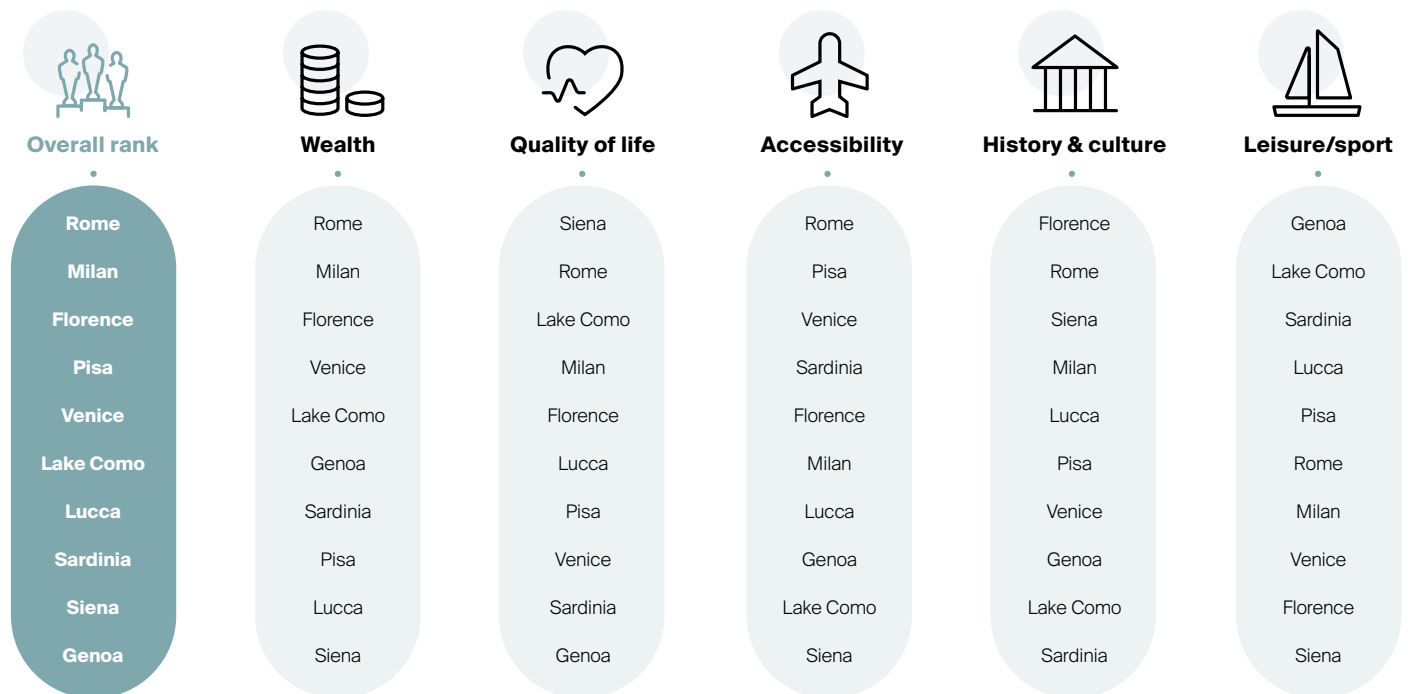 Overall rank
Wealth
Quality of life
Accessibility
History & culture
Leisure/sport
Rome
Rome
Siena
Rome
Florence
Genoa
Milan
Milan
Rome
Pisa
Rome
Lake Como
Florence
Florence
Lake Como
Venice
Siena
Sardinia
Pisa
Venice
Milan
Sardinia
Milan
Lucca
Venice
Lake Como
Florence
Florence
Lucca
Pisa
Lake Como
Genoa
Lucca
Milan
Pisa
Rome
Lucca
Sardinia
Pisa
Lucca
Venice
Milan
Sardinia
Pisa
Venice
Genoa
Genoa
Venice
Siena
Lucca
Sardinia
Lake Como
Lake Como
Florence
Genoa
Siena
Genoa
Siena
Sardinia
Siena